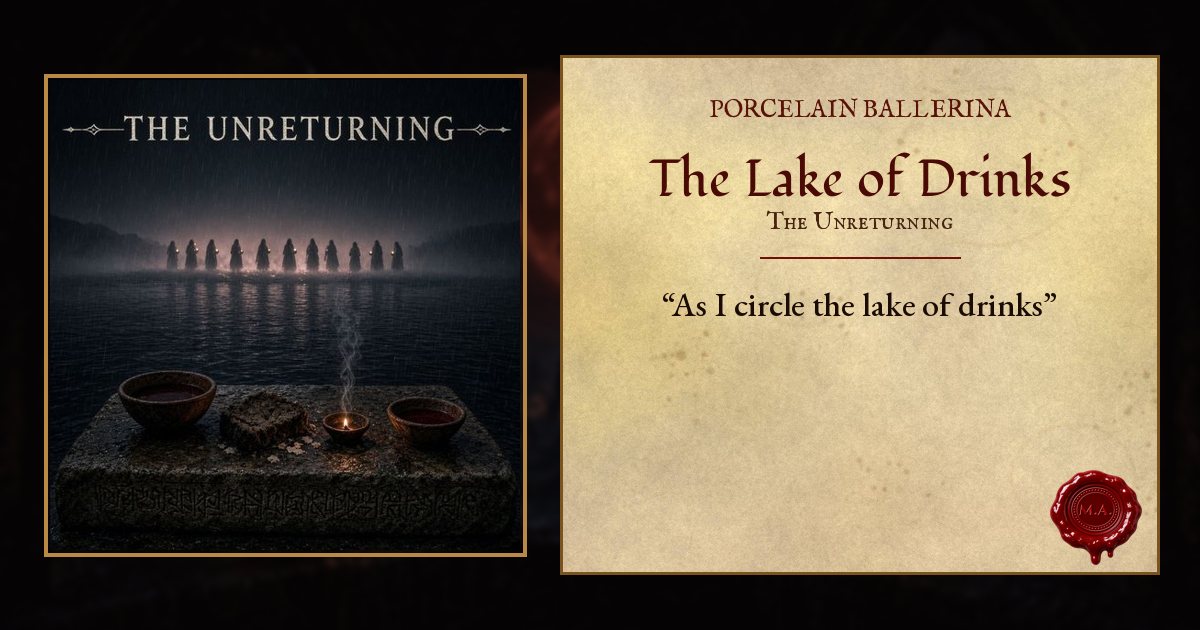 THE UNRETURNING
PORCELAIN BALLERINA
The Lake of Drinks
The Unreturning
“As I circle the lake of drinks”
M.A.